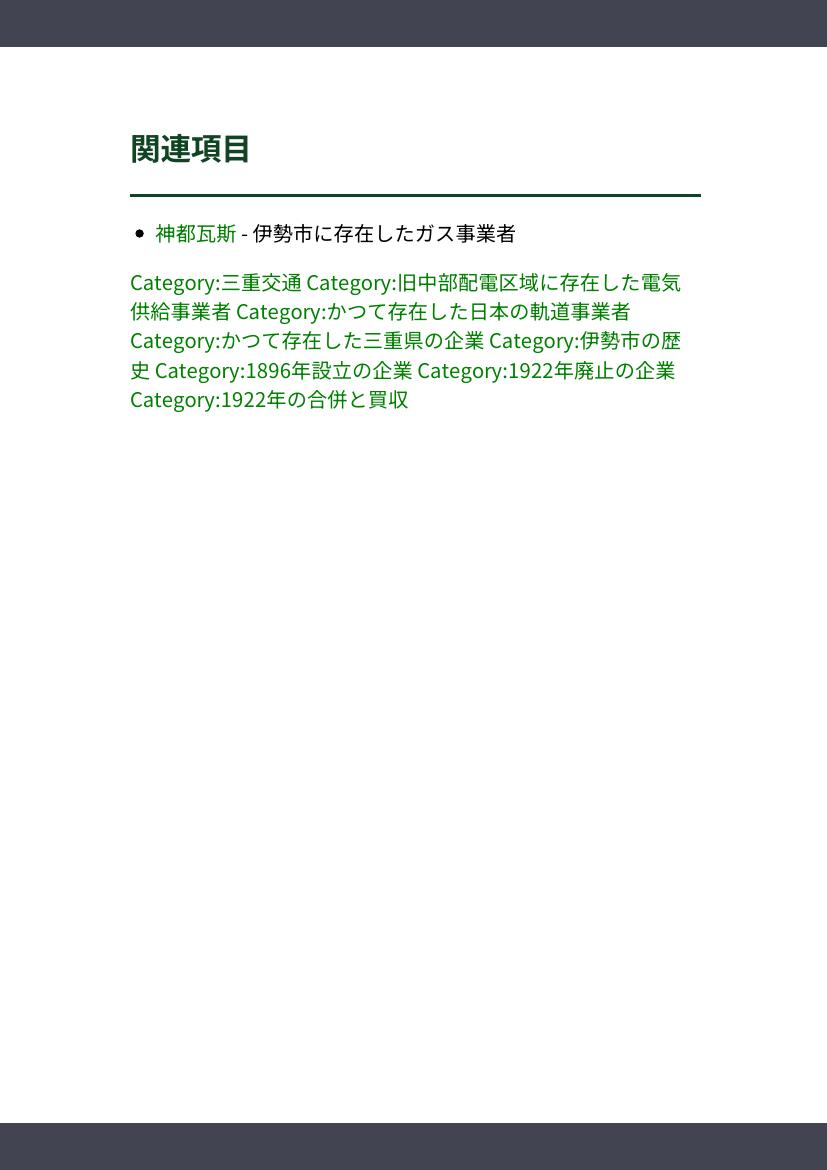 関連項目
• 神都瓦斯 - 伊勢市に存在したガス事業者
Category:三重交通 Category:旧中部配電区域に存在した電気
供給事業者 Category:かつて存在した日本の軌道事業者
Category:かつて存在した三重県の企業 Category:伊勢市の歴
史 Category:1896年設立の企業 Category:1922年廃止の企業
Category:1922年の合併と買収